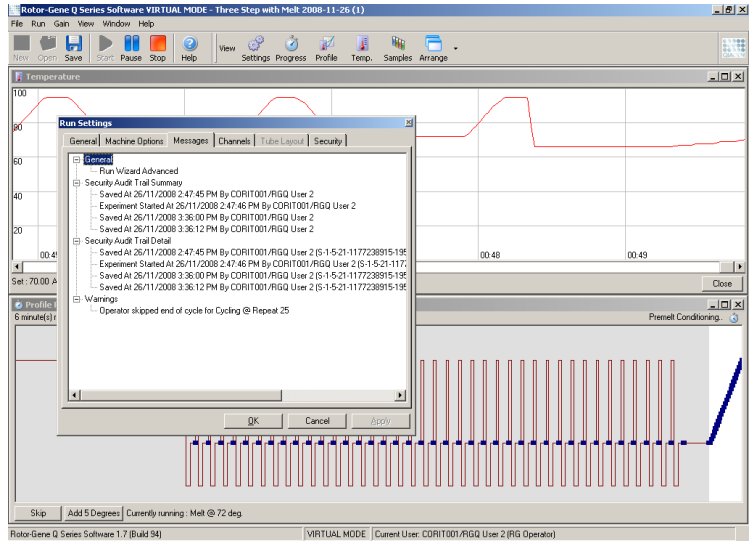 Rotor-Gene Q Series Software VIRTUAL MODE - Three Step with Melt 2008-11-26 (1)
File Run Gain View Window Help
New Open Save Start Pause Stop Help View Settings Progress Profile Temp. Samples Arrange
Temperature
100
80
Run Settings
General Machine Options Messages Channels Tube Layout Security
General
60
Run Wizard Advanced
Security Audit Trail Summary
40
Saved At 26/11/2008 2:47:45 PM By CORIT001/RGQ User 2
Experiment Started At 26/11/2008 2:47:46 PM By CORIT001/RGQ User 2
Saved At 26/11/2008 3:36:00 PM By CORIT001/RGQ User 2
20
Saved At 26/11/2008 3:36:12 PM By CORIT001/RGQ User 2
Security Audit Trail Detail
Saved At 26/11/2008 2:47:45 PM By CORIT001/RGQ User 2 (S-1-5-21-1177238915-195
00:48
00:49
Experiment Started At 26/11/2008 2:47:46 PM By CORIT001/RGQ User 2 (S-1-5-21-117
Saved At 26/11/2008 3:36:00 PM By CORIT001/RGQ User 2 (S-1-5-21-1177238915-195
Set : 70.00
Close
Saved At 26/11/2008 3:36:12 PM By CORIT001/RGQ User 2 (S-1-5-21-1177238915-195
Warnings
Profile
Operator skipped end of cycle for Cycling @ Repeat 25
6 minute(s)
Premelt Conditioning..
OK Cancel Apply
Skip Add 5 Degrees Currently running : Melt @ 72 deg.
Rotor-Gene Q Series Software 1.7 (Build 94) VIRTUAL MODE Current User: CORIT001/RGQ User 2 (RG Operator)